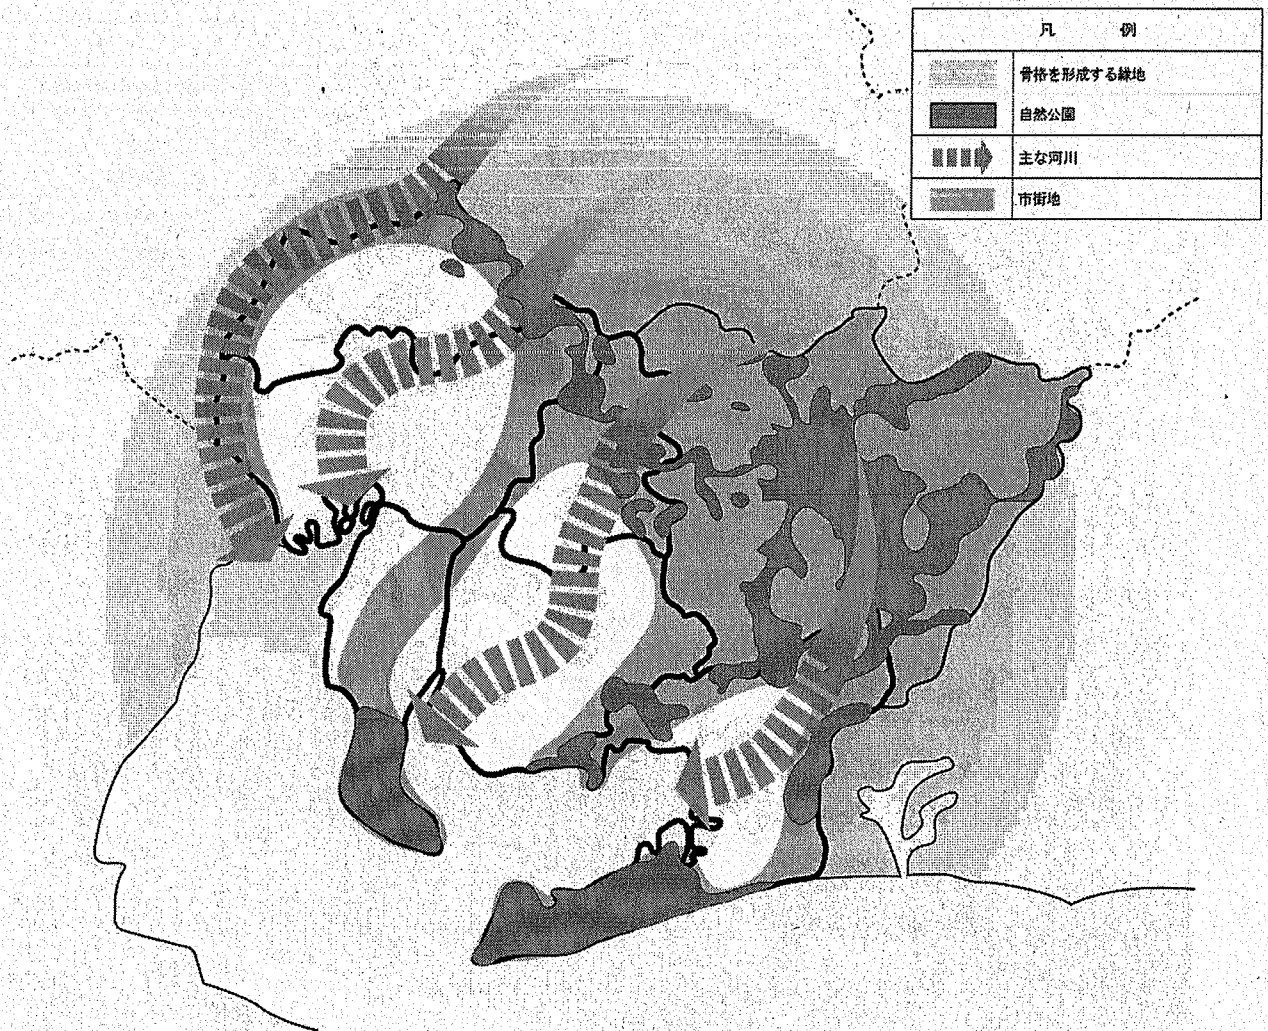 凡 例
骨格を形成する緑地
自然公園
主な河川
市街地